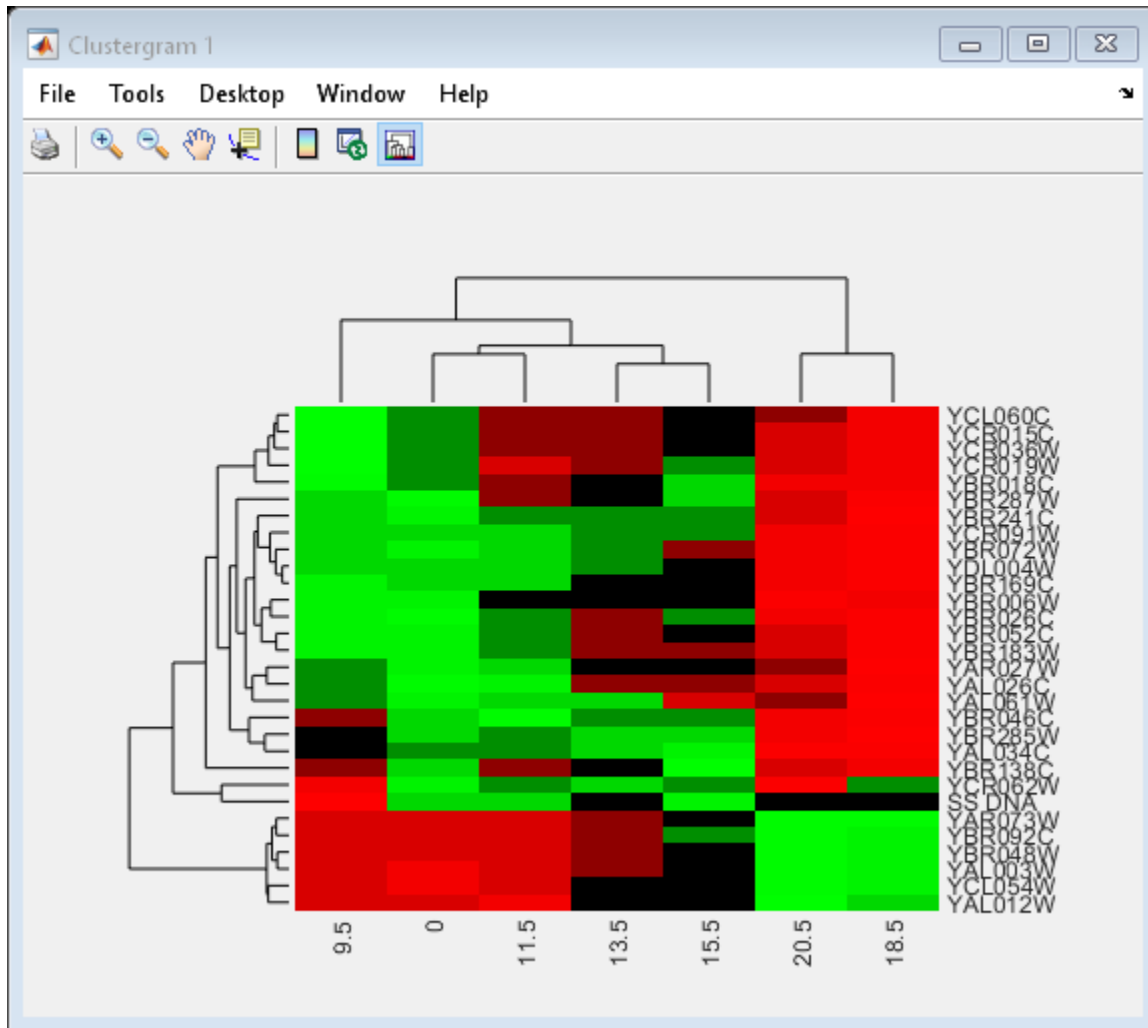 Clustergram 1
File Tools Desktop Window Help
YCL060C
YCR015C
YCR036W
YCR019W
YBR018C
YBR287W
YBR241C
YCR091W
YBR072W
YDL004W
YBR169C
YBR006W
YBR026C
YBR052C
YBR183W
YAR027W
YAL026C
YAL061W
YBR046C
YBR285W
YAL034C
YBR138C
YCR062W
SS DNA
YAR073W
YBR092C
YBR048W
YAL003W
YCL054W
YAL012W
9.5 0 11.5 13.5 15.5 20.5 18.5